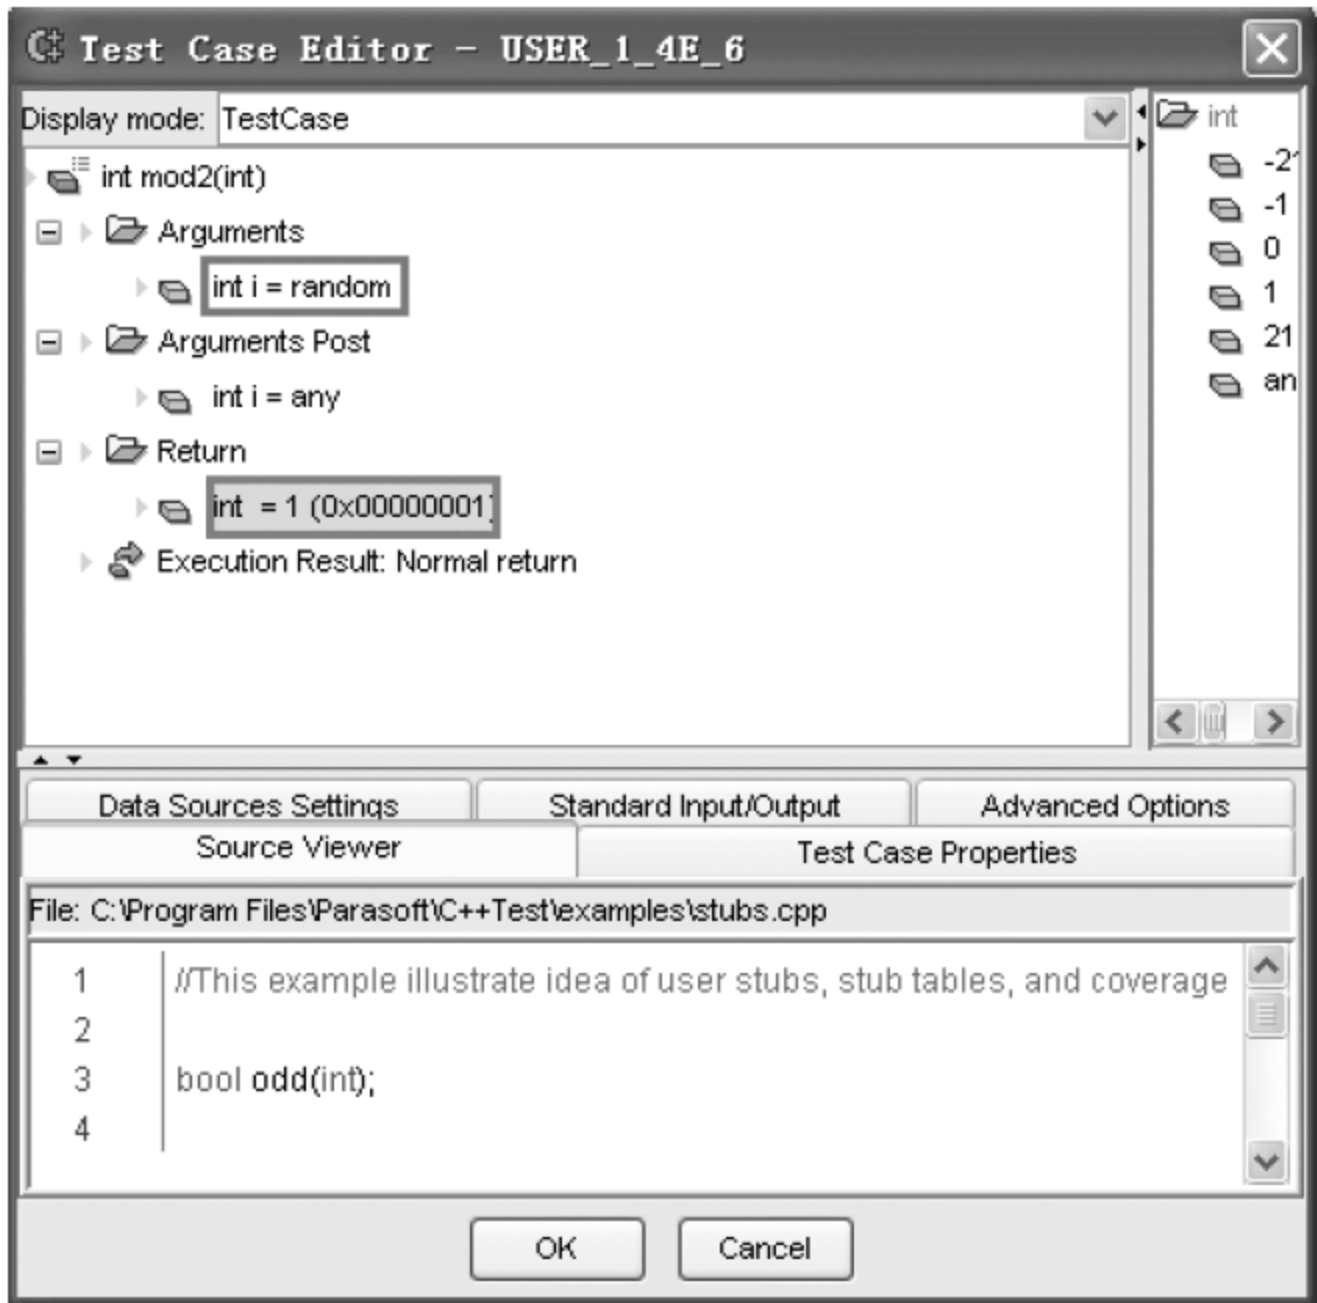 Test Case Editor - USER_1_4E_6
Display mode: TestCase
int mod2(int)
Arguments
int i = random
Arguments Post
int i = any
Return
int = 1 (0x00000001)
Execution Result: Normal return
int
-21
-1
0
1
21
an
Data Sources Settings
Standard Input/Output
Advanced Options
Source Viewer
Test Case Properties
File: C:\Program Files\Parasoft\C++Test\examples\stubs.cpp
1 //This example illustrate idea of user stubs, stub tables, and coverage
2
3 bool odd(int);
4
OK
Cancel